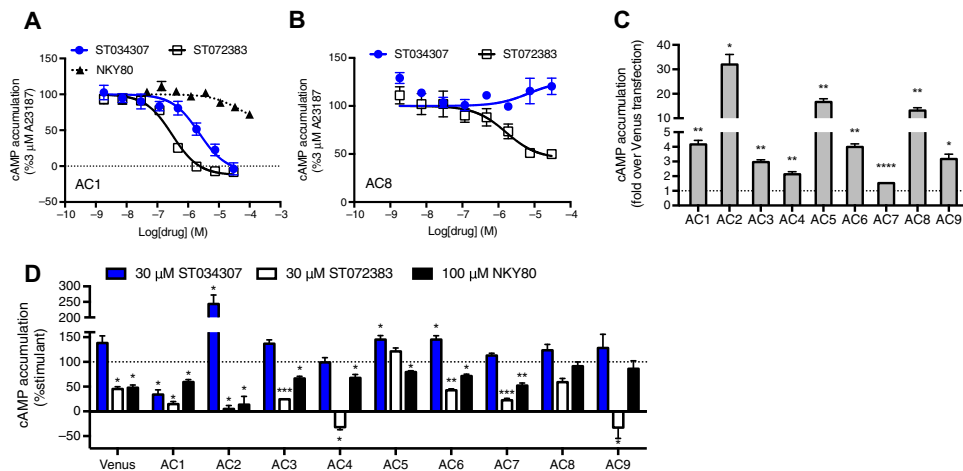 A
ST034307
ST072383
NKY80
cAMP accumulation
(%3 µM A23187)
100
50
0
−50
AC1
−10
−9
−8
−7
−6
−5
−4
−3
Log[drug] (M)
B
ST034307
ST072383
cAMP accumulation
(%3 µM A23187)
150
100
50
0
AC8
−10
−9
−8
−7
−6
−5
−4
Log[drug] (M)
C
cAMP accumulation
(fold over Venus transfection)
40
30
20
10
5
4
3
2
1
0
**
*
**
**
**
**
****
**
*
AC1 AC2 AC3 AC4 AC5 AC6 AC7 AC8 AC9
D
30 µM ST034307
30 µM ST072383
100 µM NKY80
cAMP accumulation
(%stimulant)
300
250
200
150
100
50
0
−50
* *
* * *
* * *
*** *
* *
* *
* ** *
*** **
*
Venus AC1 AC2 AC3 AC4 AC5 AC6 AC7 AC8 AC9